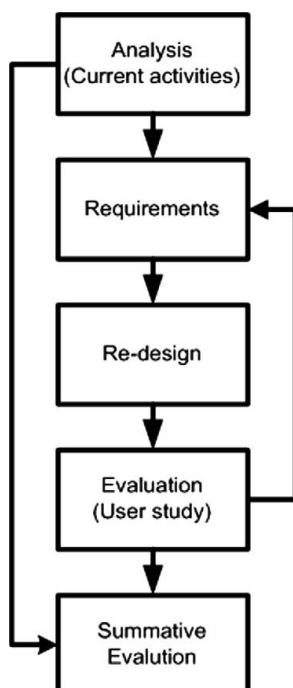 Analysis
(Current activities)
Requirements
Re-design
Evaluation
(User study)
Summative
Evalution